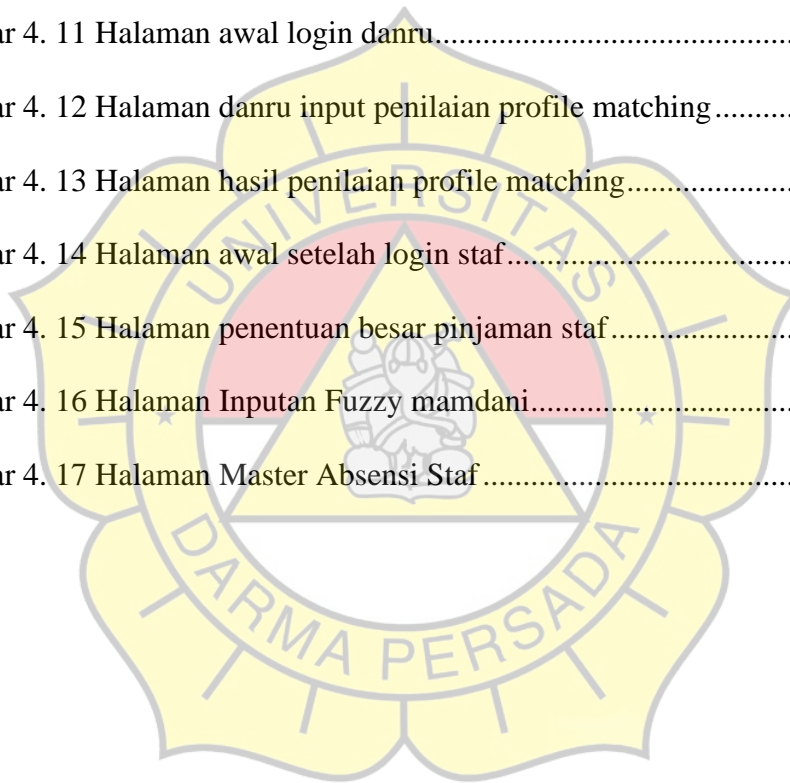 ar 4. 11 Halaman awal login danru........................................
ar 4. 12 Halaman danru input penilaian profile matching..........
ar 4. 13 Halaman hasil penilaian profile matching.....................
ar 4. 14 Halaman awal setelah login staf....................................
ar 4. 15 Halaman penentuan besar pinjaman staf.......................
ar 4. 16 Halaman Inputan Fuzzy mamdani.................................
ar 4. 17 Halaman Master Absensi Staf.......................................
UNIVERSITAS
DARMA PERSADA